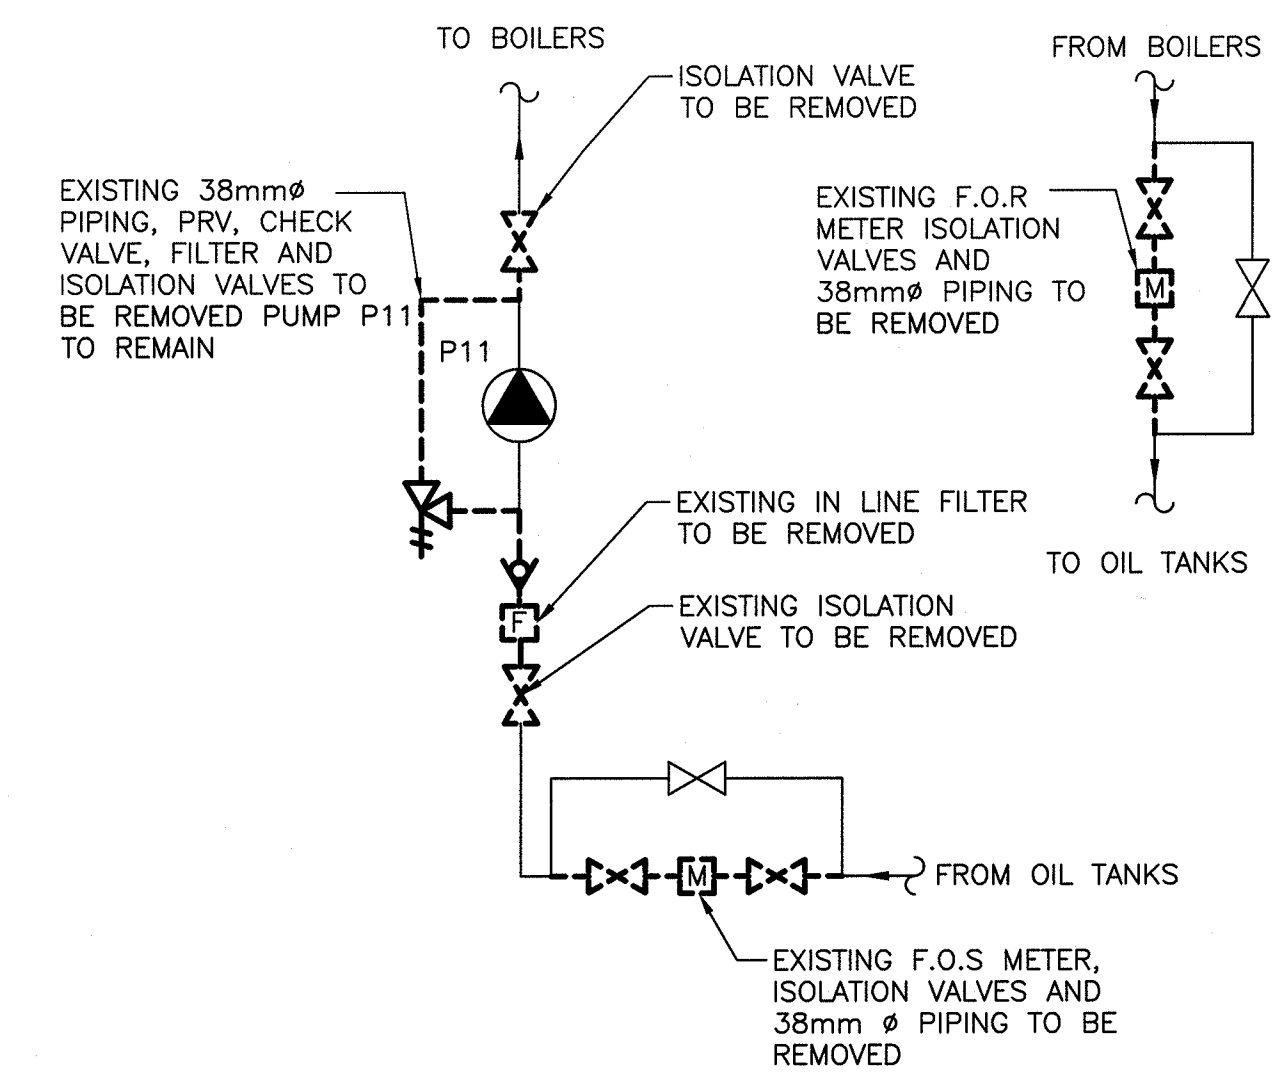 TO BOILERS
ISOLATION VALVE
TO BE REMOVED
FROM BOILERS
EXISTING 38mmø
PIPING, PRV, CHECK
VALVE, FILTER AND
ISOLATION VALVES TO
BE REMOVED PUMP P11
TO REMAIN
P11
EXISTING F.O.R
METER ISOLATION
VALVES AND
38mmø PIPING TO
BE REMOVED
M
EXISTING IN LINE FILTER
TO BE REMOVED
TO OIL TANKS
F
EXISTING ISOLATION
VALVE TO BE REMOVED
M
FROM OIL TANKS
EXISTING F.O.S METER,
ISOLATION VALVES AND
38mm ø PIPING TO BE
REMOVED